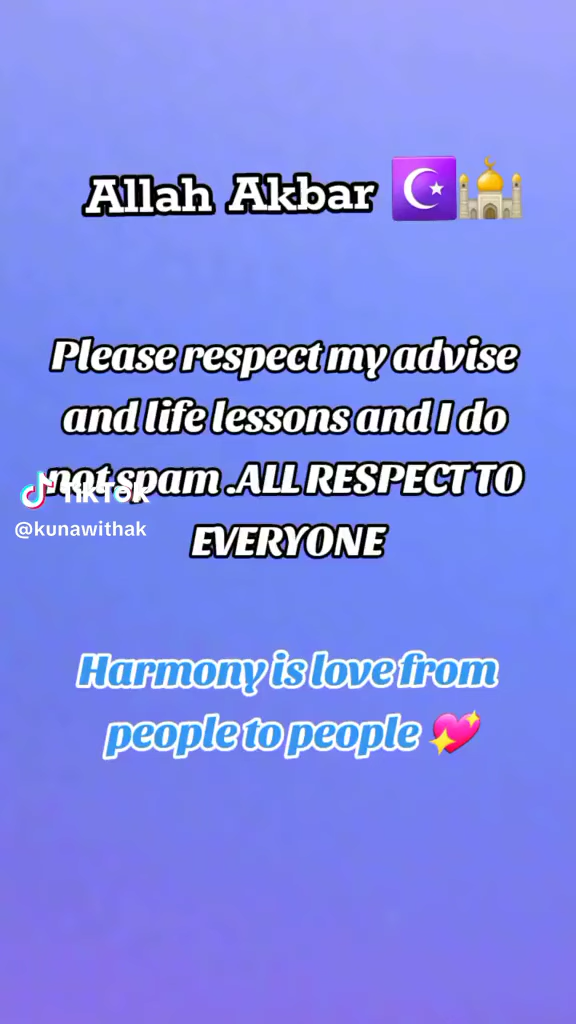 Allah Akbar ☪️🕌
Please respect my advise
and life lessons and I do
not spam .ALL RESPECT TO
EVERYONE
TikTok
@kunawithak
Harmony is love from
people to people 💖